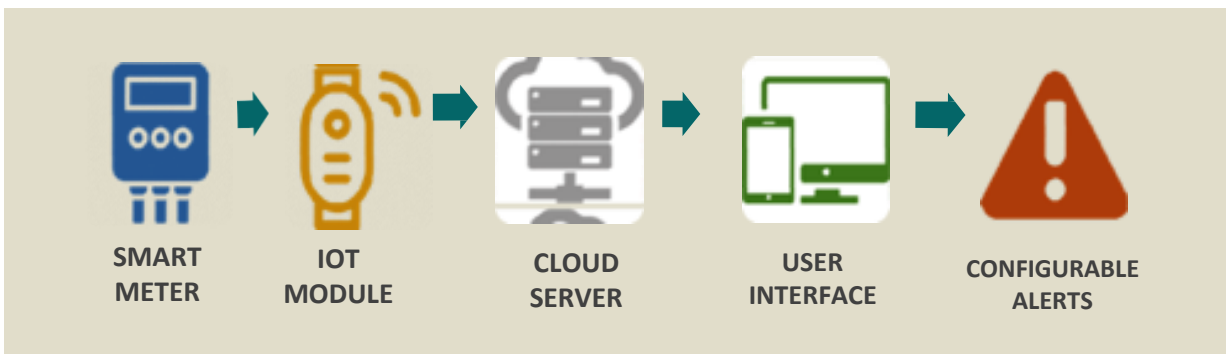 SMART
METER
IOT
MODULE
CLOUD
SERVER
USER
INTERFACE
CONFIGURABLE
ALERTS